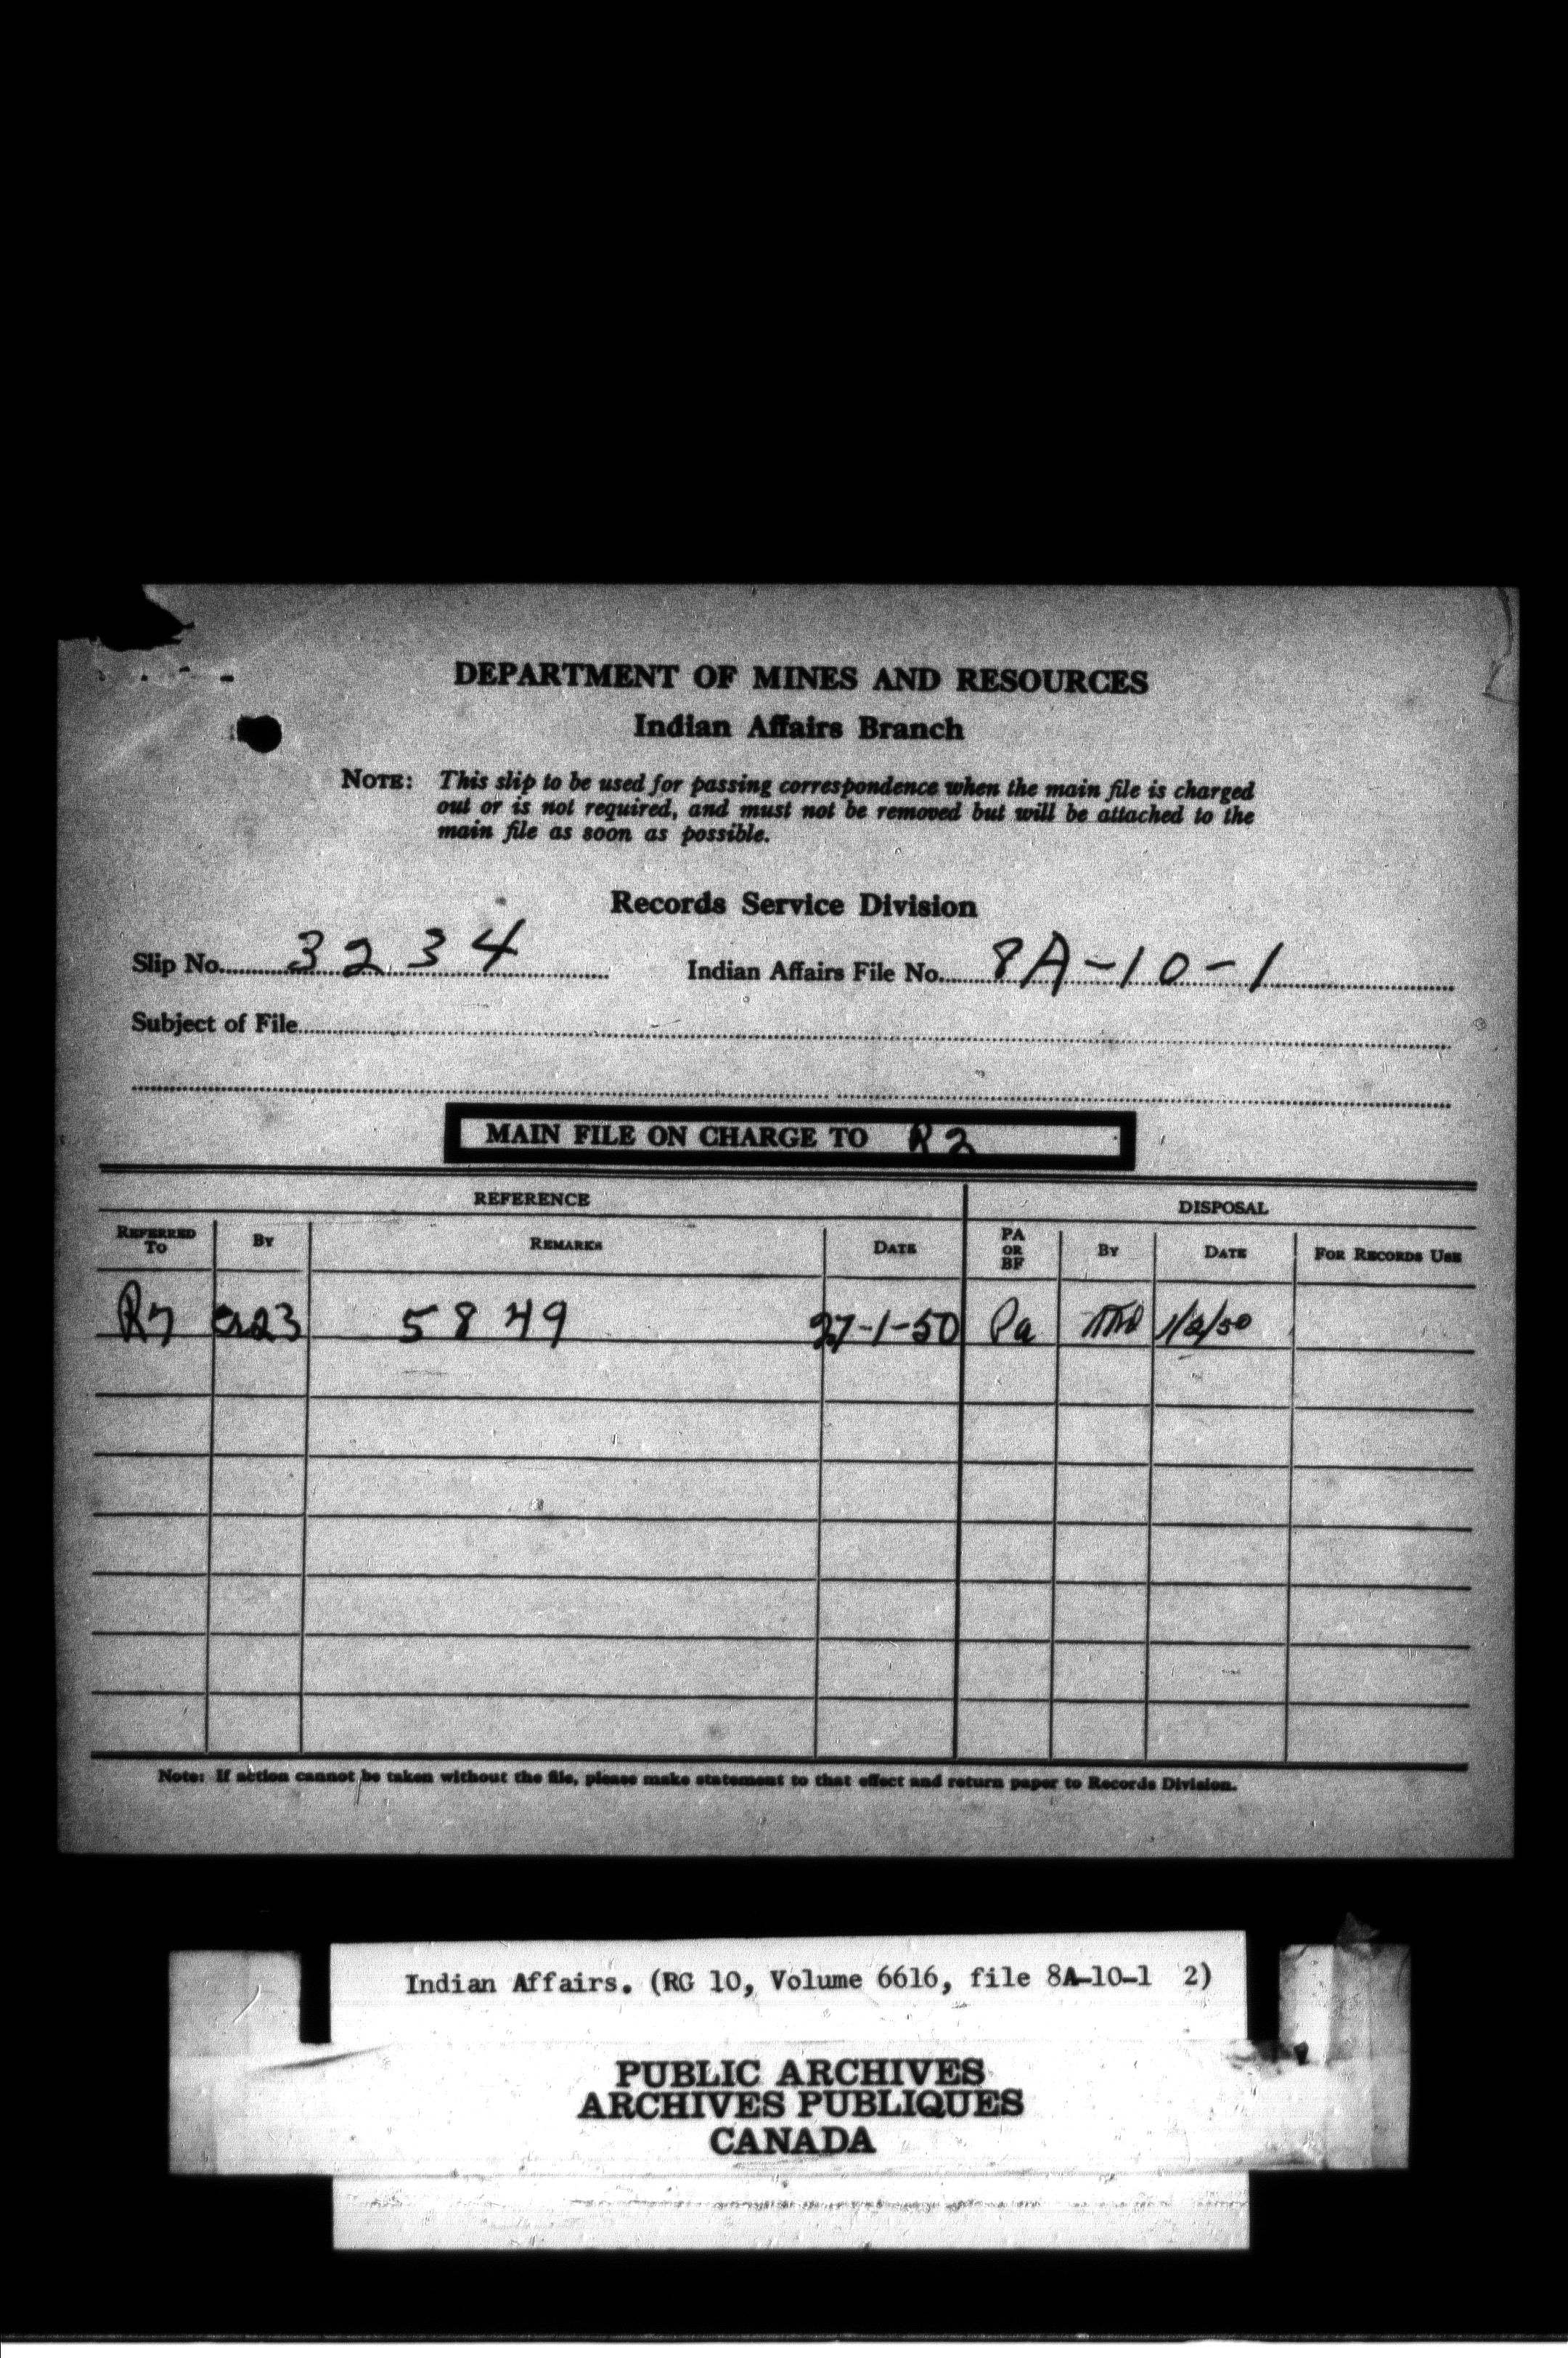 DEPARTMENT OF MINES AND RESOURCES
Indian Affairs Branch
NOTE: This slip to be used for passing correspondence when the main file is charged
out or is not required, and must not be removed but will be attached to the
main file as soon as possible.
Records Service Division
Slip No. 3234 Indian Affairs File No. 8A-10-1
Subject of File
MAIN FILE ON CHARGE TO R2
REFERENCE DISPOSAL
REFERRED TO BY REMARKS DATE PA OR BF BY DATE FOR RECORDS USE
R7 5849 27-1-50 Pa 1/2/50
Note: If action cannot be taken without the file, please make statement to that effect and return paper to Records Division.
Indian Affairs. (RG 10, Volume 6616, file 8A-10-1 2)
PUBLIC ARCHIVES
ARCHIVES PUBLIQUES
CANADA